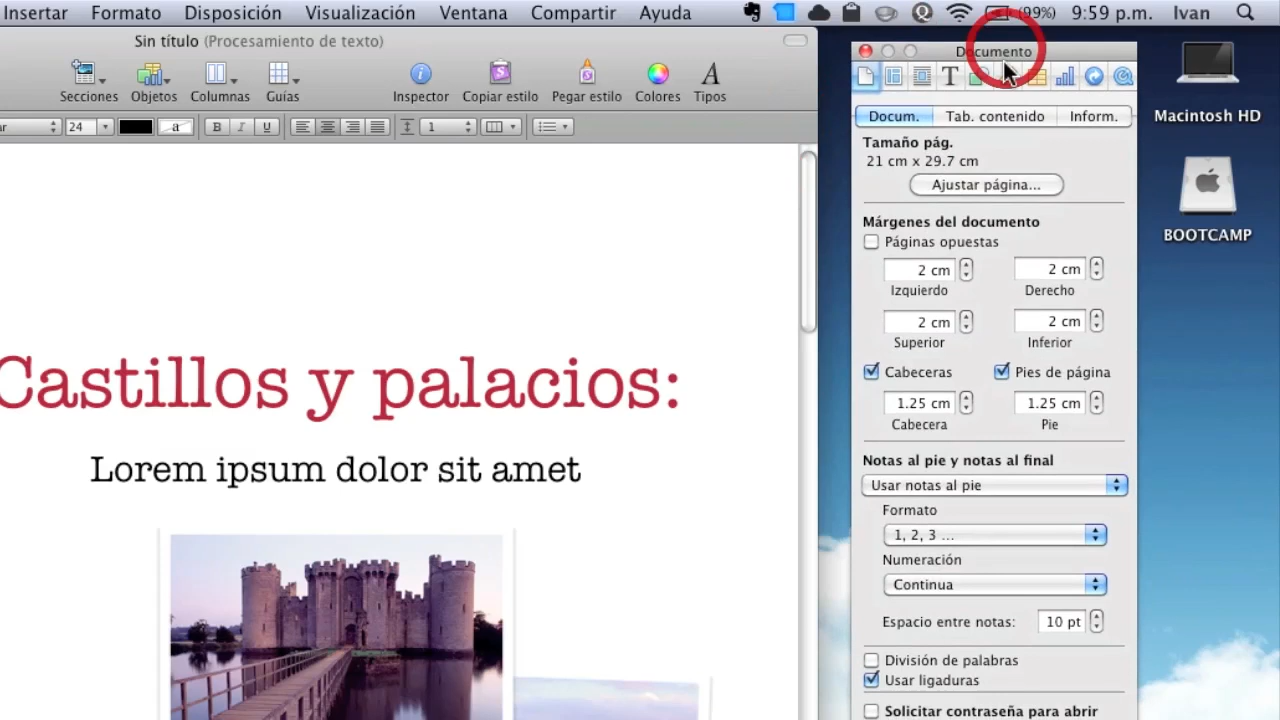 Insertar Formato Disposición Visualización Ventana Compartir Ayuda (99%) 9:59 p.m. Ivan
Sin título (Procesamiento de texto)
Secciones Objetos Columnas Guías Inspector Copiar estilo Pegar estilo Colores Tipos
24 a B I U 1
Castillos y palacios:
Lorem ipsum dolor sit amet
Documento
Docum. Tab. contenido Inform.
Tamaño pág.
21 cm x 29.7 cm
Ajustar página...
Márgenes del documento
Páginas opuestas
2 cm 2 cm
Izquierdo Derecho
2 cm 2 cm
Superior Inferior
Cabeceras Pies de página
1.25 cm 1.25 cm
Cabecera Pie
Notas al pie y notas al final
Usar notas al pie
Formato
1, 2, 3 ...
Numeración
Continua
Espacio entre notas: 10 pt
División de palabras
Usar ligaduras
Solicitar contraseña para abrir
Macintosh HD
BOOTCAMP